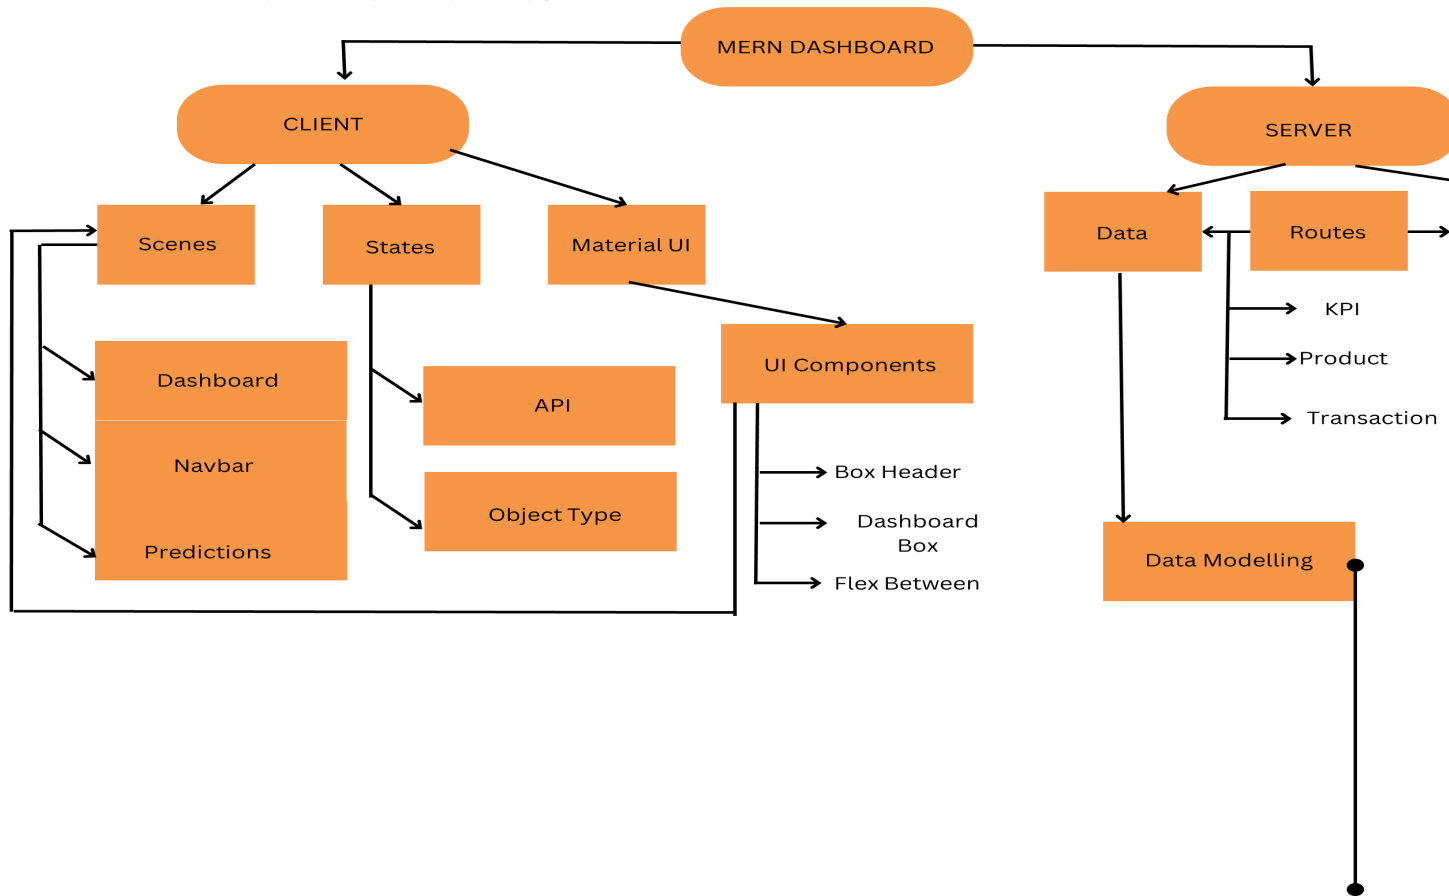 MERN DASHBOARD
CLIENT
SERVER
Scenes
States
Material UI
Data
Routes
KPI
Product
Transaction
UI Components
Dashboard
API
Navbar
Box Header
Object Type
Dashboard
Box
Predictions
Flex Between
Data Modelling